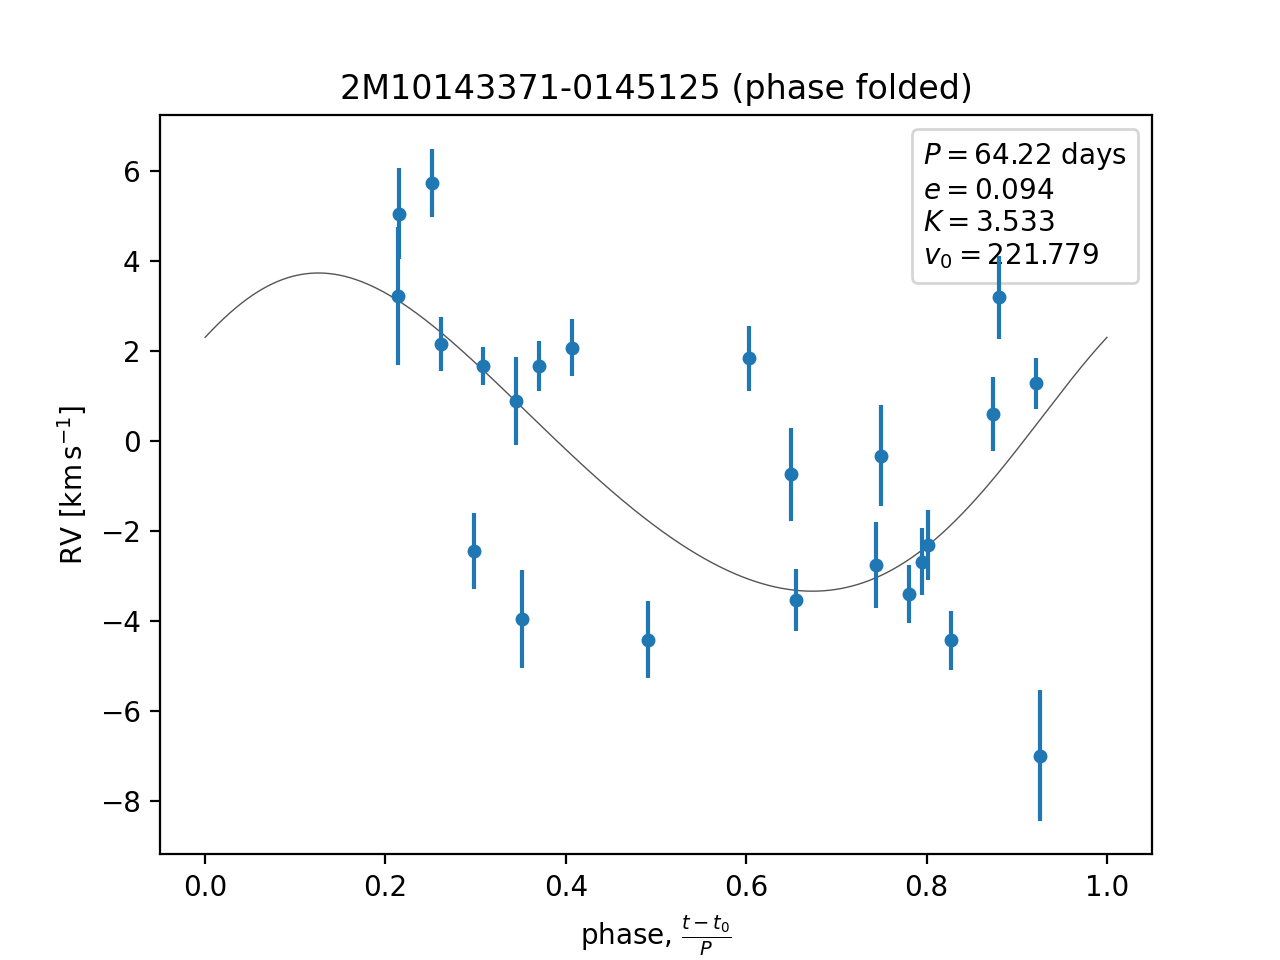 2M10143371-0145125 (phase folded)
P = 64.22 days
e = 0.094
K = 3.533
v₀ = 221.779
6
4
2
0
−2
−4
−6
−8
RV [km s⁻¹]
0.0 0.2 0.4 0.6 0.8 1.0
phase, (t − t₀)/P